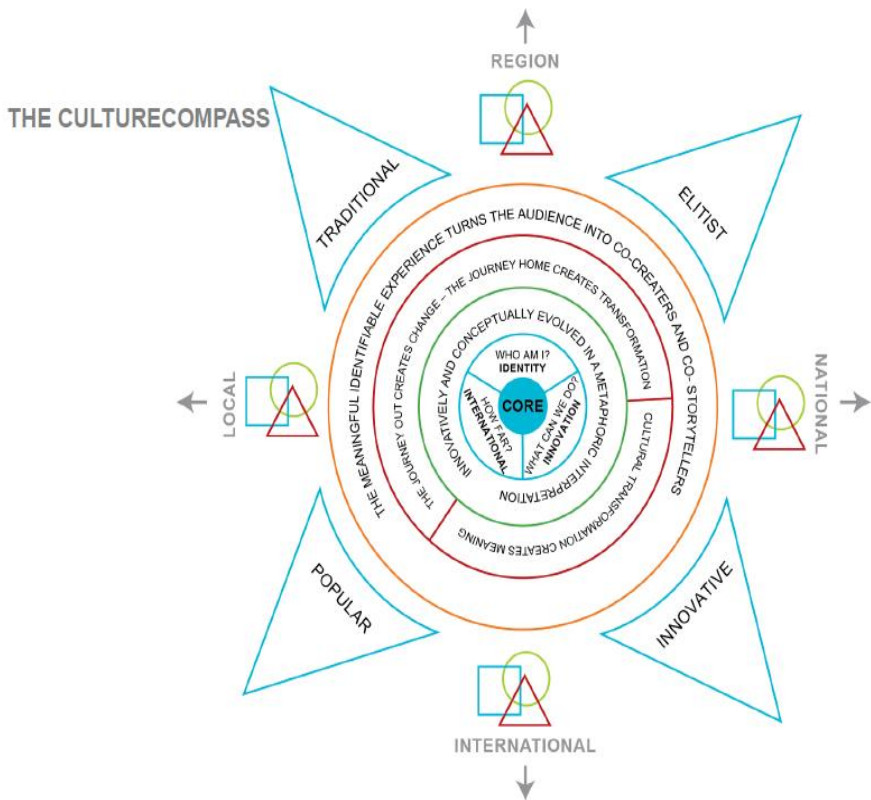 REGION
THE CULTURECOMPASS
TRADITIONAL
ELITIST
THE MEANINGFUL IDENTIFIABLE EXPERIENCE TURNS THE AUDIENCE INTO CO-CREATERS AND CO- STORYTELLERS
THE JOURNEY OUT CREATES CHANGE – THE JOURNEY HOME CREATES TRANSFORMATION
CULTURAL TRANSFORMATION CREATES MEANING
INNOVATIVELY AND CONCEPTUALLY EVOLVED IN A METAPHORIC INTERPRETATION
WHO AM I?
IDENTITY
CORE
HOW FAR?
INTERNATIONAL
WHAT CAN WE DO?
INNOVATION
LOCAL
NATIONAL
POPULAR
INNOVATIVE
INTERNATIONAL